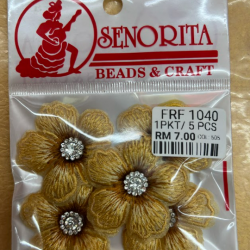 SENORITA
BEADS & CRAFT
FRF 1040
1PKT/ 5 PCS
RM 7.00